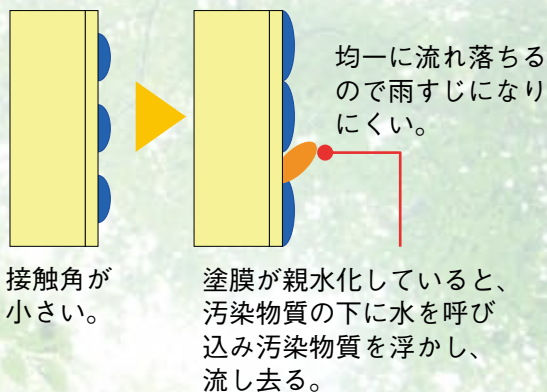 均一に流れ落ちる
ので雨すじになり
にくい。
接触角が
小さい。
塗膜が親水化していると、
汚染物質の下に水を呼び
込み汚染物質を浮かし、
流し去る。